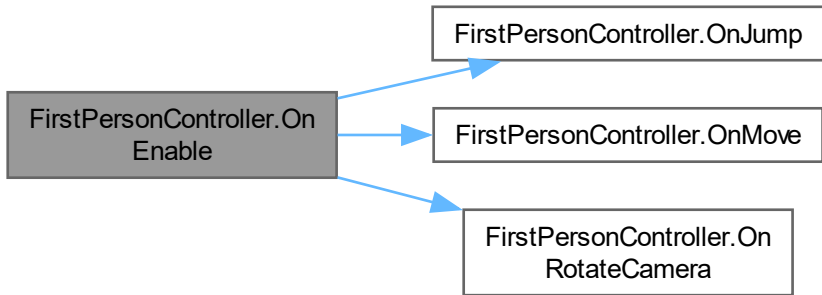 FirstPersonController.OnJump
FirstPersonController.On
Enable
FirstPersonController.OnMove
FirstPersonController.On
RotateCamera